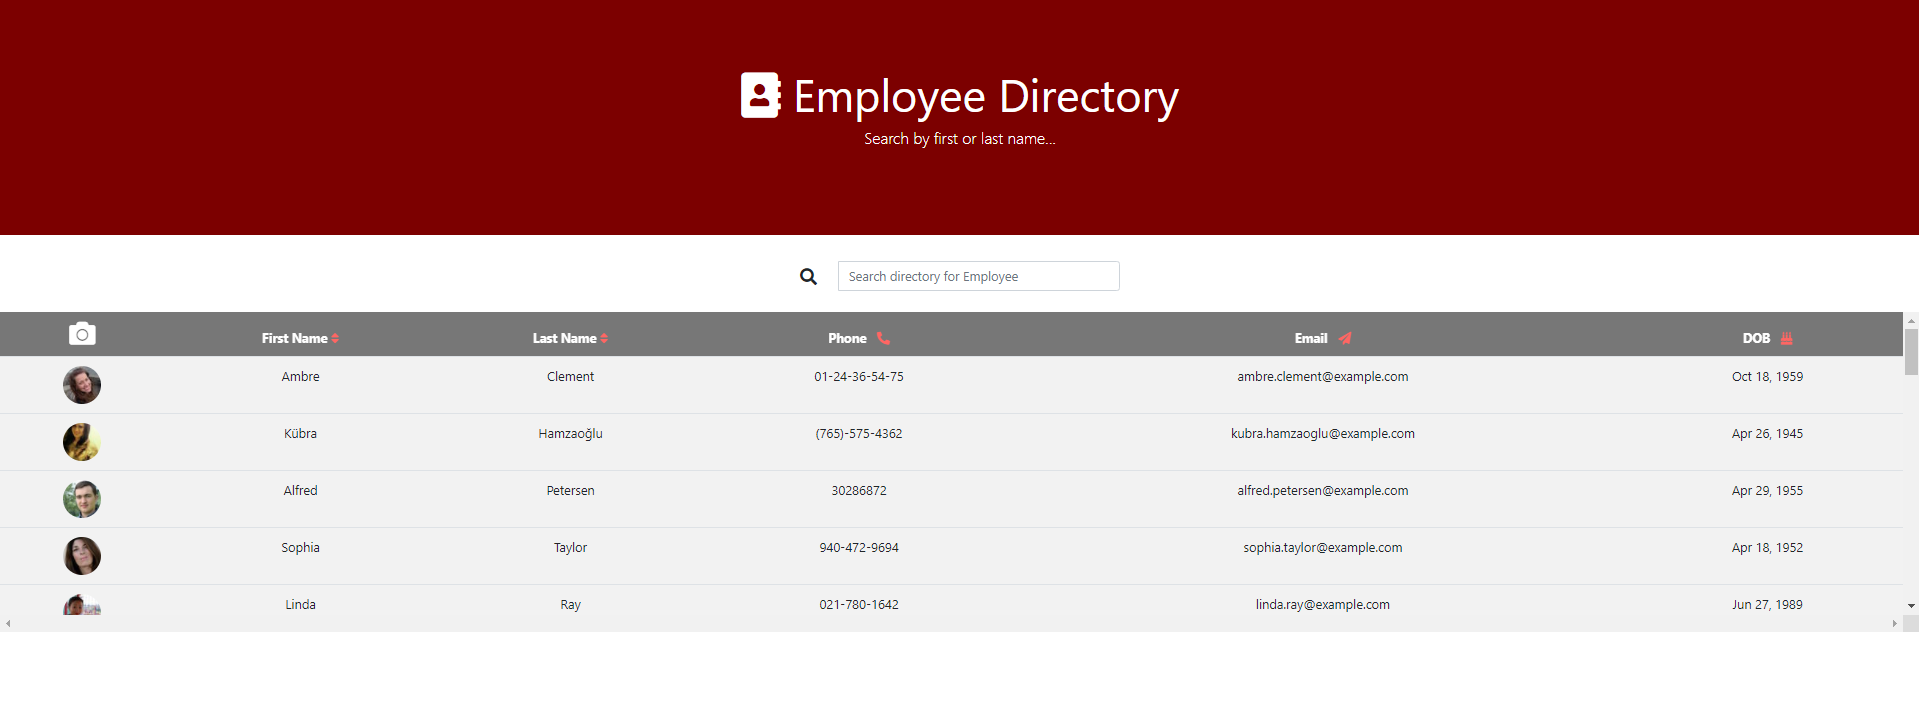 Employee Directory
Search by first or last name...
Search directory for Employee
First Name Last Name Phone Email DOB
Ambre Clement 01-24-36-54-75 ambre.clement@example.com Oct 18, 1959
Kübra Hamzaoğlu (765)-575-4362 kubra.hamzaoglu@example.com Apr 26, 1945
Alfred Petersen 30286872 alfred.petersen@example.com Apr 29, 1955
Sophia Taylor 940-472-9694 sophia.taylor@example.com Apr 18, 1952
Linda Ray 021-780-1642 linda.ray@example.com Jun 27, 1989